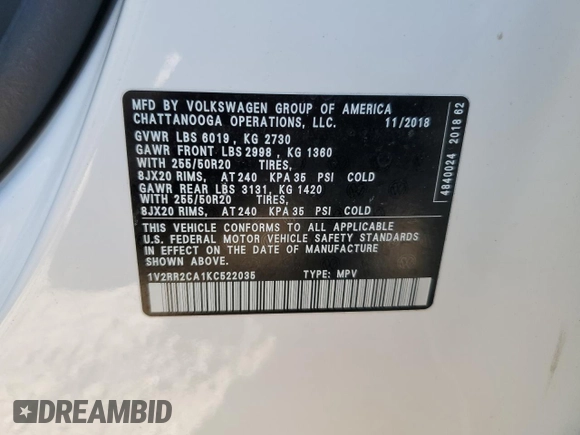 MFD BY VOLKSWAGEN GROUP OF AMERICA
CHATTANOOGA OPERATIONS, LLC. 11/2018
GVWR LBS 6019, KG 2730
GAWR FRONT LBS 2998, KG 1360
WITH 255/50R20 TIRES,
8JX20 RIMS, AT 240 KPA 35 PSI COLD
GAWR REAR LBS 3131, KG 1420
WITH 255/50R20 TIRES,
8JX20 RIMS, AT 240 KPA 35 PSI COLD
THIS VEHICLE CONFORMS TO ALL APPLICABLE
U.S. FEDERAL MOTOR VEHICLE SAFETY STANDARDS
IN EFFECT ON THE DATE OF MANUFACTURE
SHOWN ABOVE.
1V2RR2CA1KC522035 TYPE: MPV
4840024 2018 62
DREAMBID